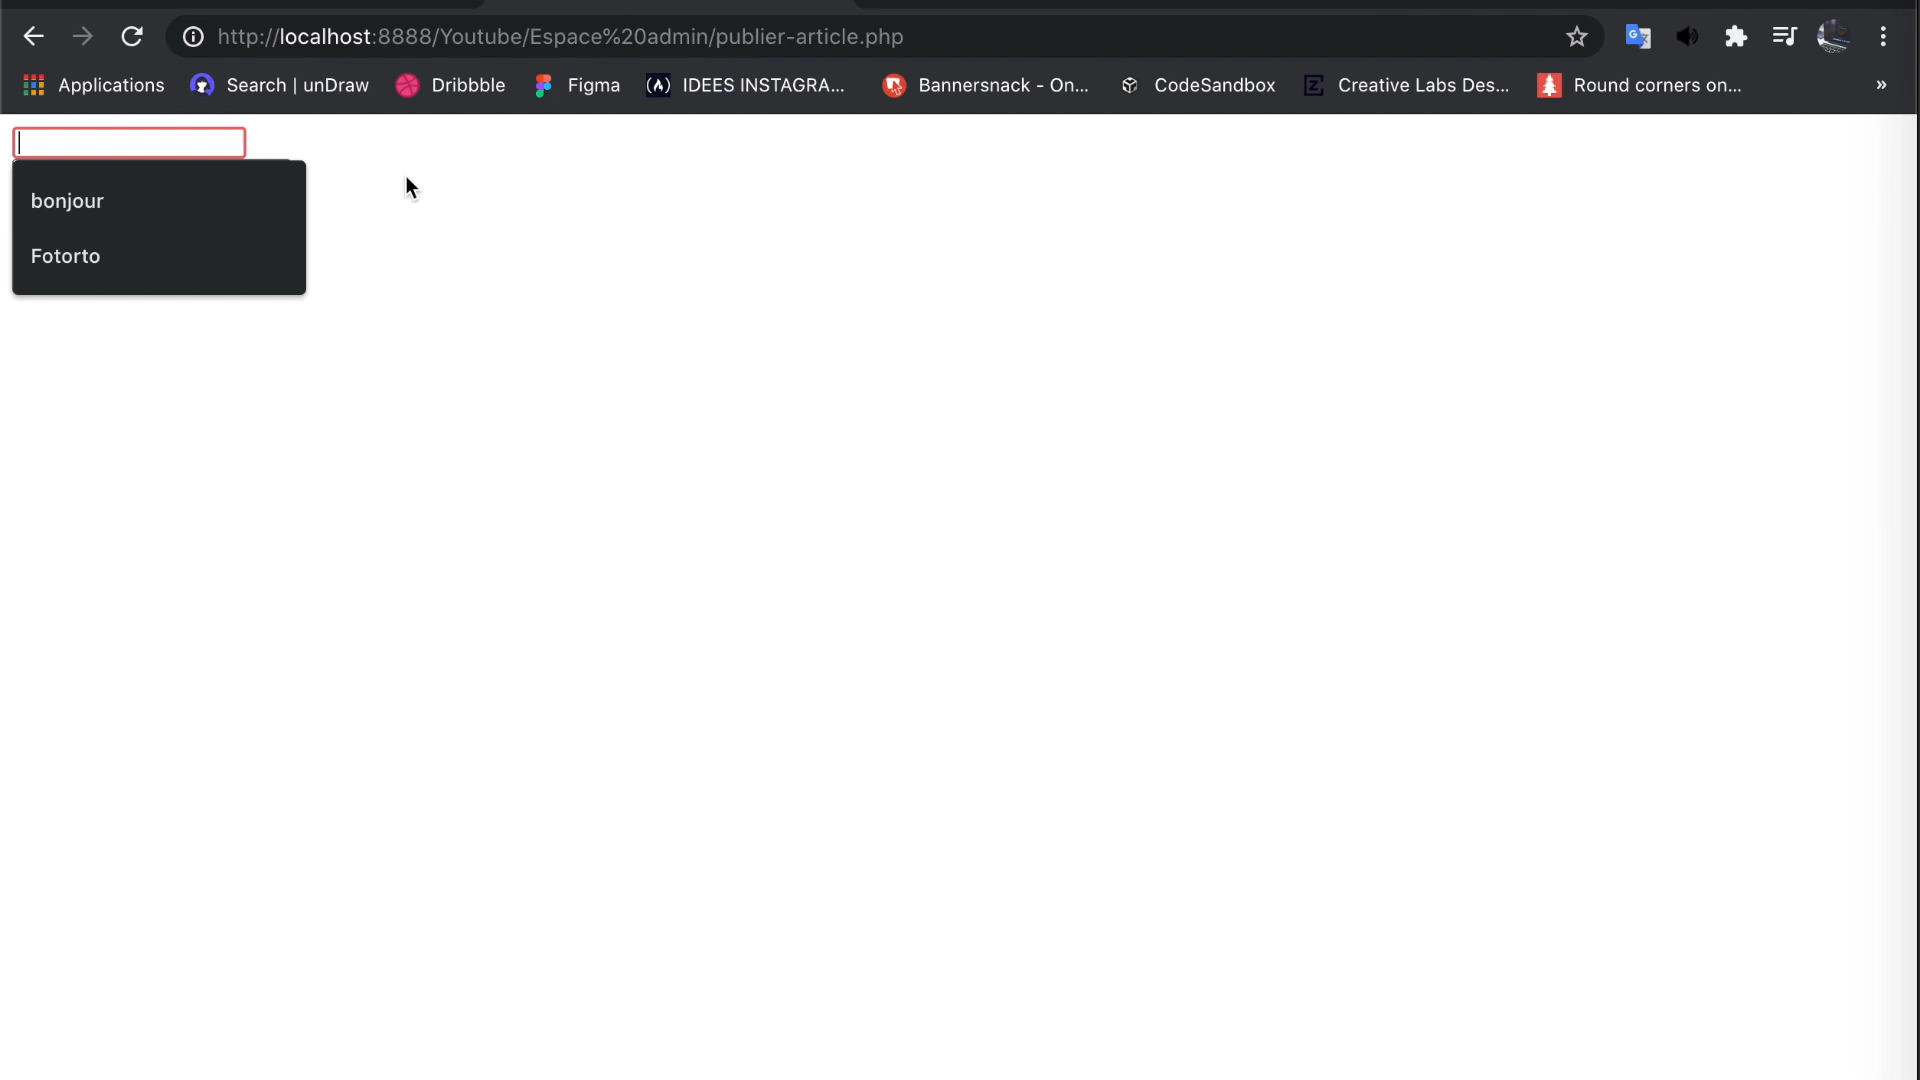 http://localhost:8888/Youtube/Espace%20admin/publier-article.php
Applications Search | unDraw Dribbble Figma IDEES INSTAGRA... Bannersnack - On... CodeSandbox Creative Labs Des... Round corners on... »
bonjour
Fotorto